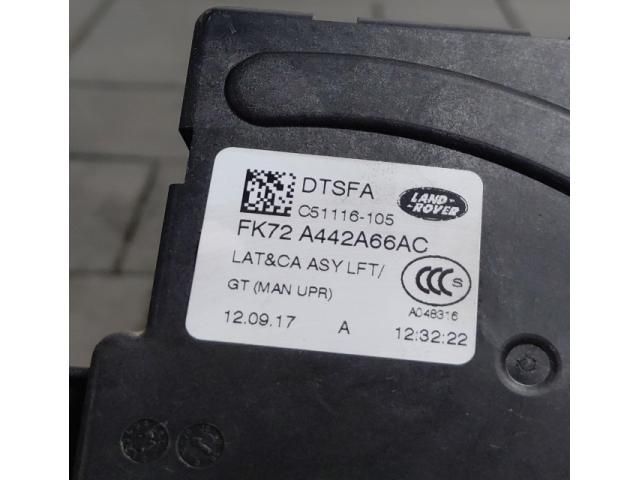 DTSFA
LAND-
-ROVER
C51116-105
FK72 A442A66AC
LAT&CA ASY LFT/
GT (MAN UPR)
CCC S
A048316
12.09.17 A 12:32:22